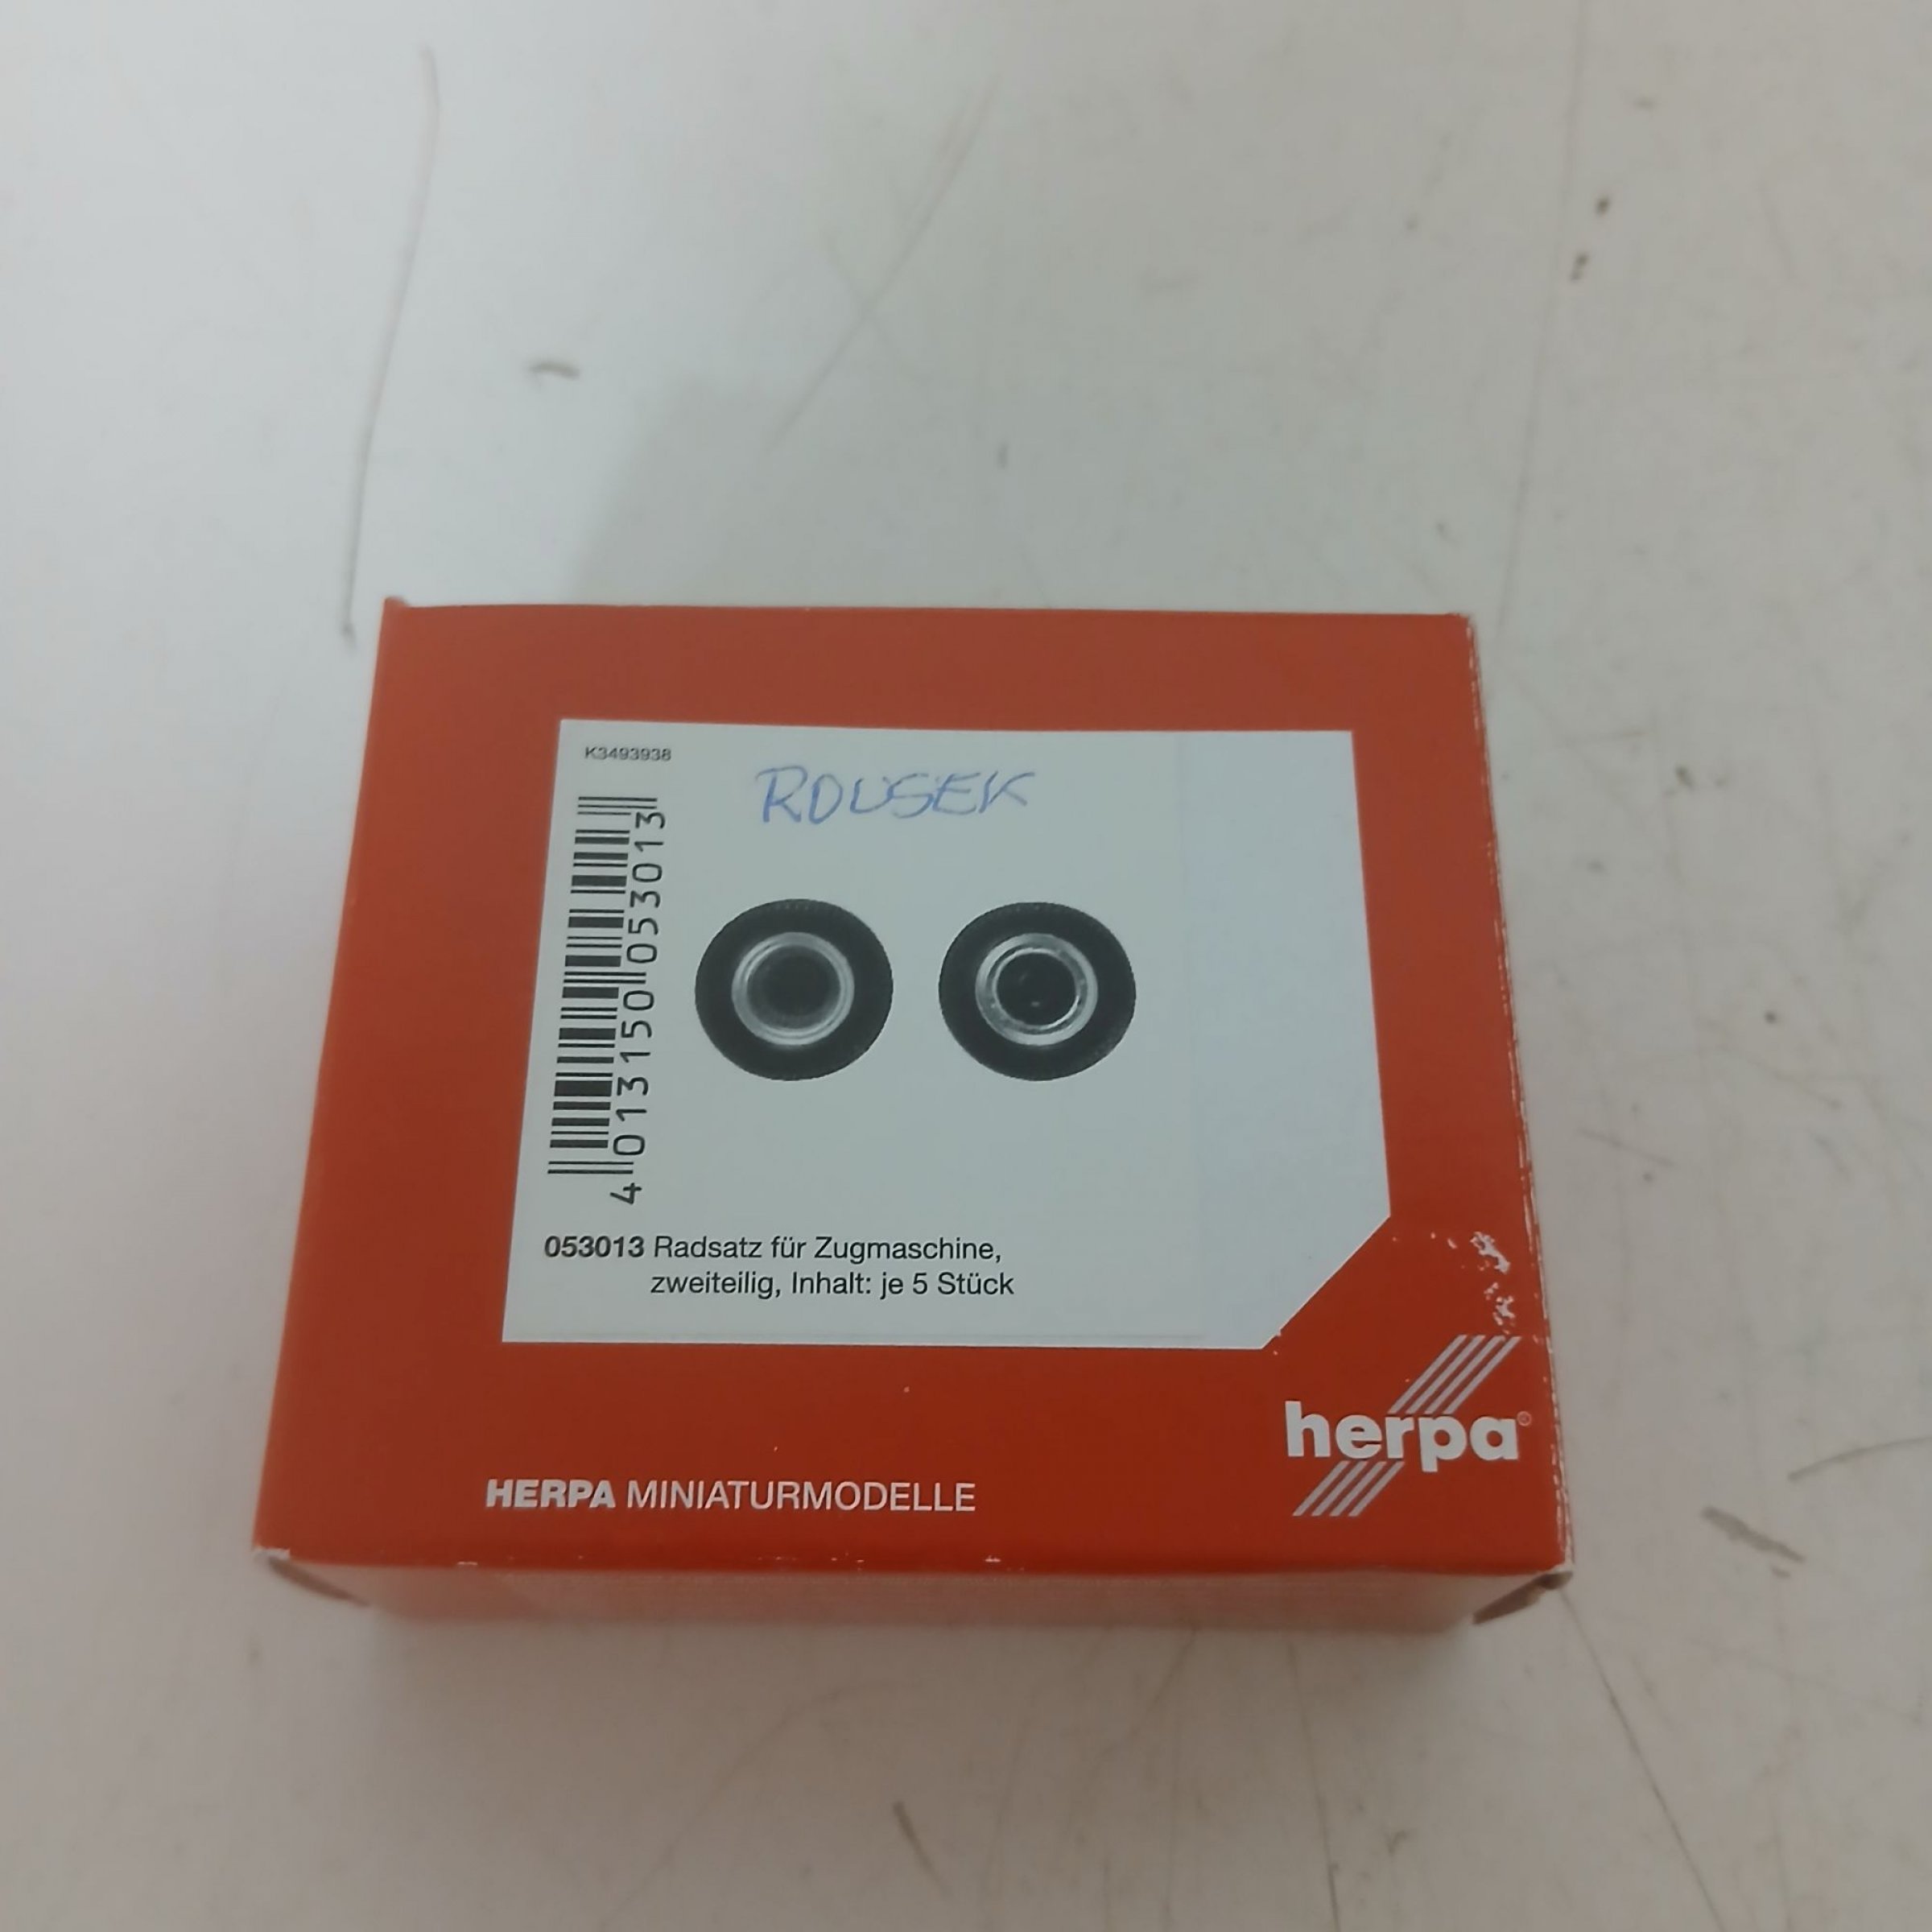 K3493938
ROUSEK
4 013150 053013
053013 Radsatz für Zugmaschine,
zweiteilig, Inhalt: je 5 Stück
herpa®
HERPA MINIATURMODELLE